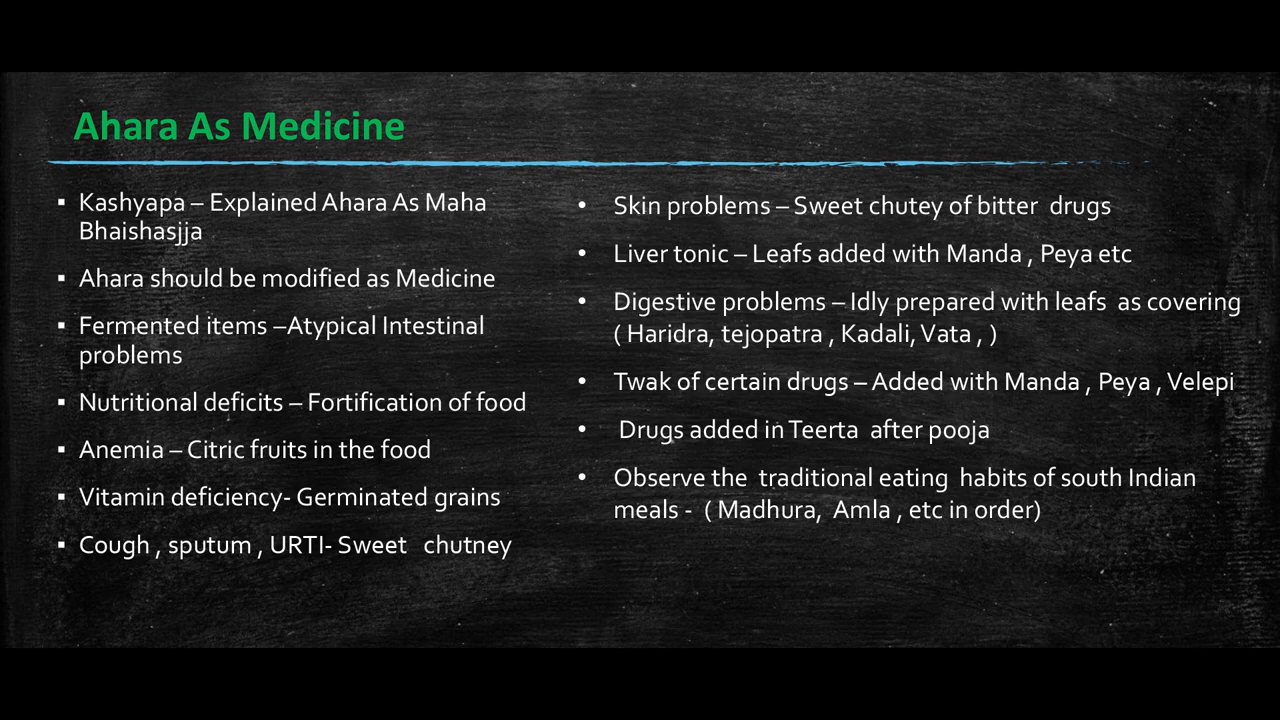 Ahara As Medicine
▪ Kashyapa – Explained Ahara As Maha
Bhaishasjja
▪ Ahara should be modified as Medicine
▪ Fermented items –Atypical Intestinal
problems
▪ Nutritional deficits – Fortification of food
▪ Anemia – Citric fruits in the food
▪ Vitamin deficiency- Germinated grains
▪ Cough , sputum , URTI- Sweet chutney
• Skin problems – Sweet chutey of bitter drugs
• Liver tonic – Leafs added with Manda , Peya etc
• Digestive problems – Idly prepared with leafs as covering
( Haridra, tejopatra , Kadali, Vata , )
• Twak of certain drugs – Added with Manda , Peya , Velepi
• Drugs added in Teerta after pooja
• Observe the traditional eating habits of south Indian
meals - ( Madhura, Amla , etc in order)